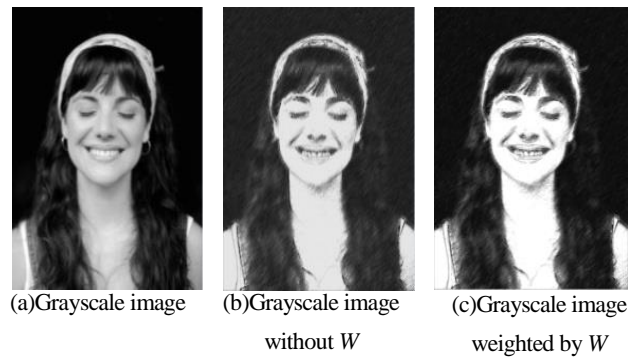 (a)Grayscale image
(b)Grayscale image
without W
(c)Grayscale image
weighted by W